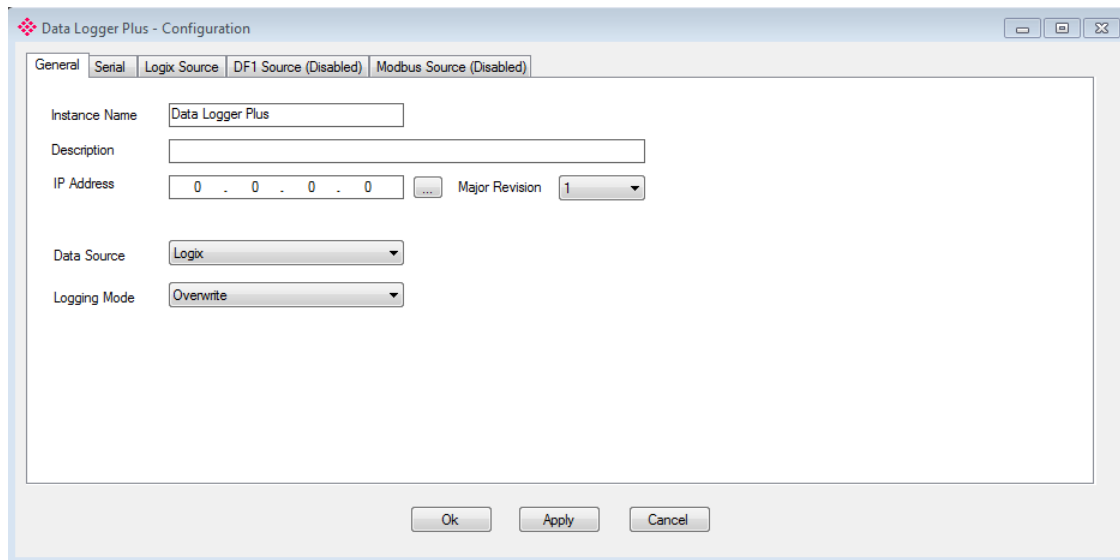 Data Logger Plus - Configuration
General Serial Logix Source DF1 Source (Disabled) Modbus Source (Disabled)
Instance Name Data Logger Plus
Description
IP Address 0 . 0 . 0 . 0 ... Major Revision 1
Data Source Logix
Logging Mode Overwrite
Ok Apply Cancel